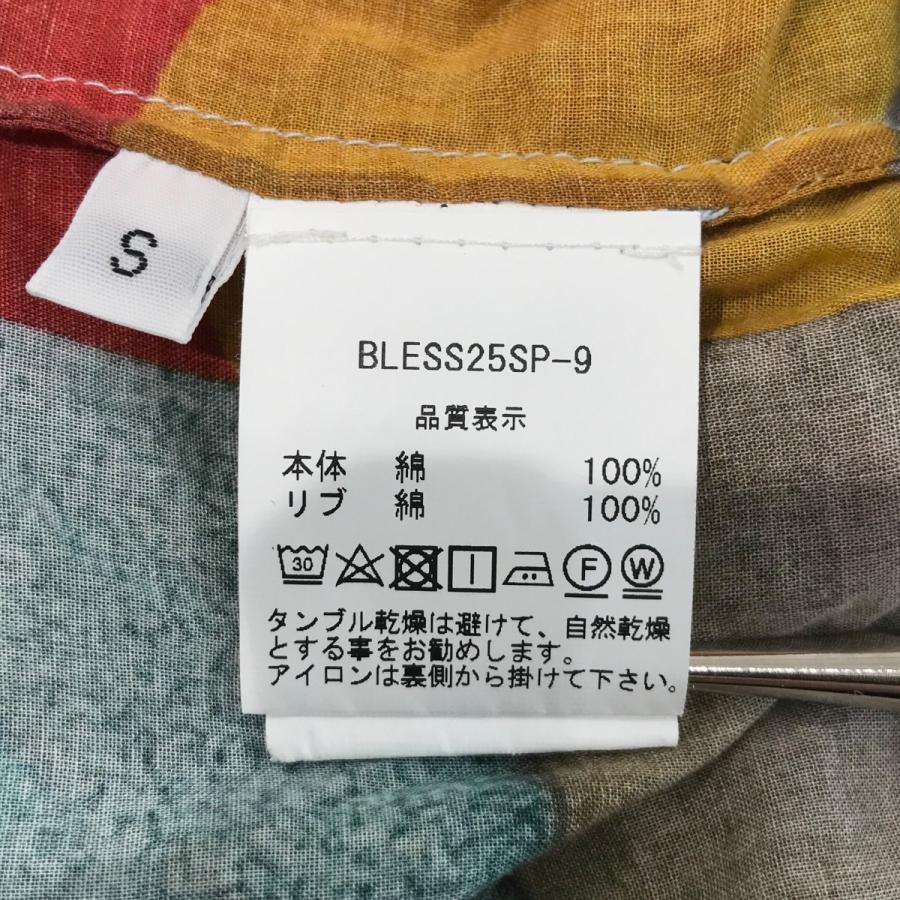 S
BLESS25SP-9
品質表示
本体 綿 100%
リブ 綿 100%
30 F W
タンブル乾燥は避けて、自然乾燥
とする事をお勧めします。
アイロンは裏側から掛けて下さい。